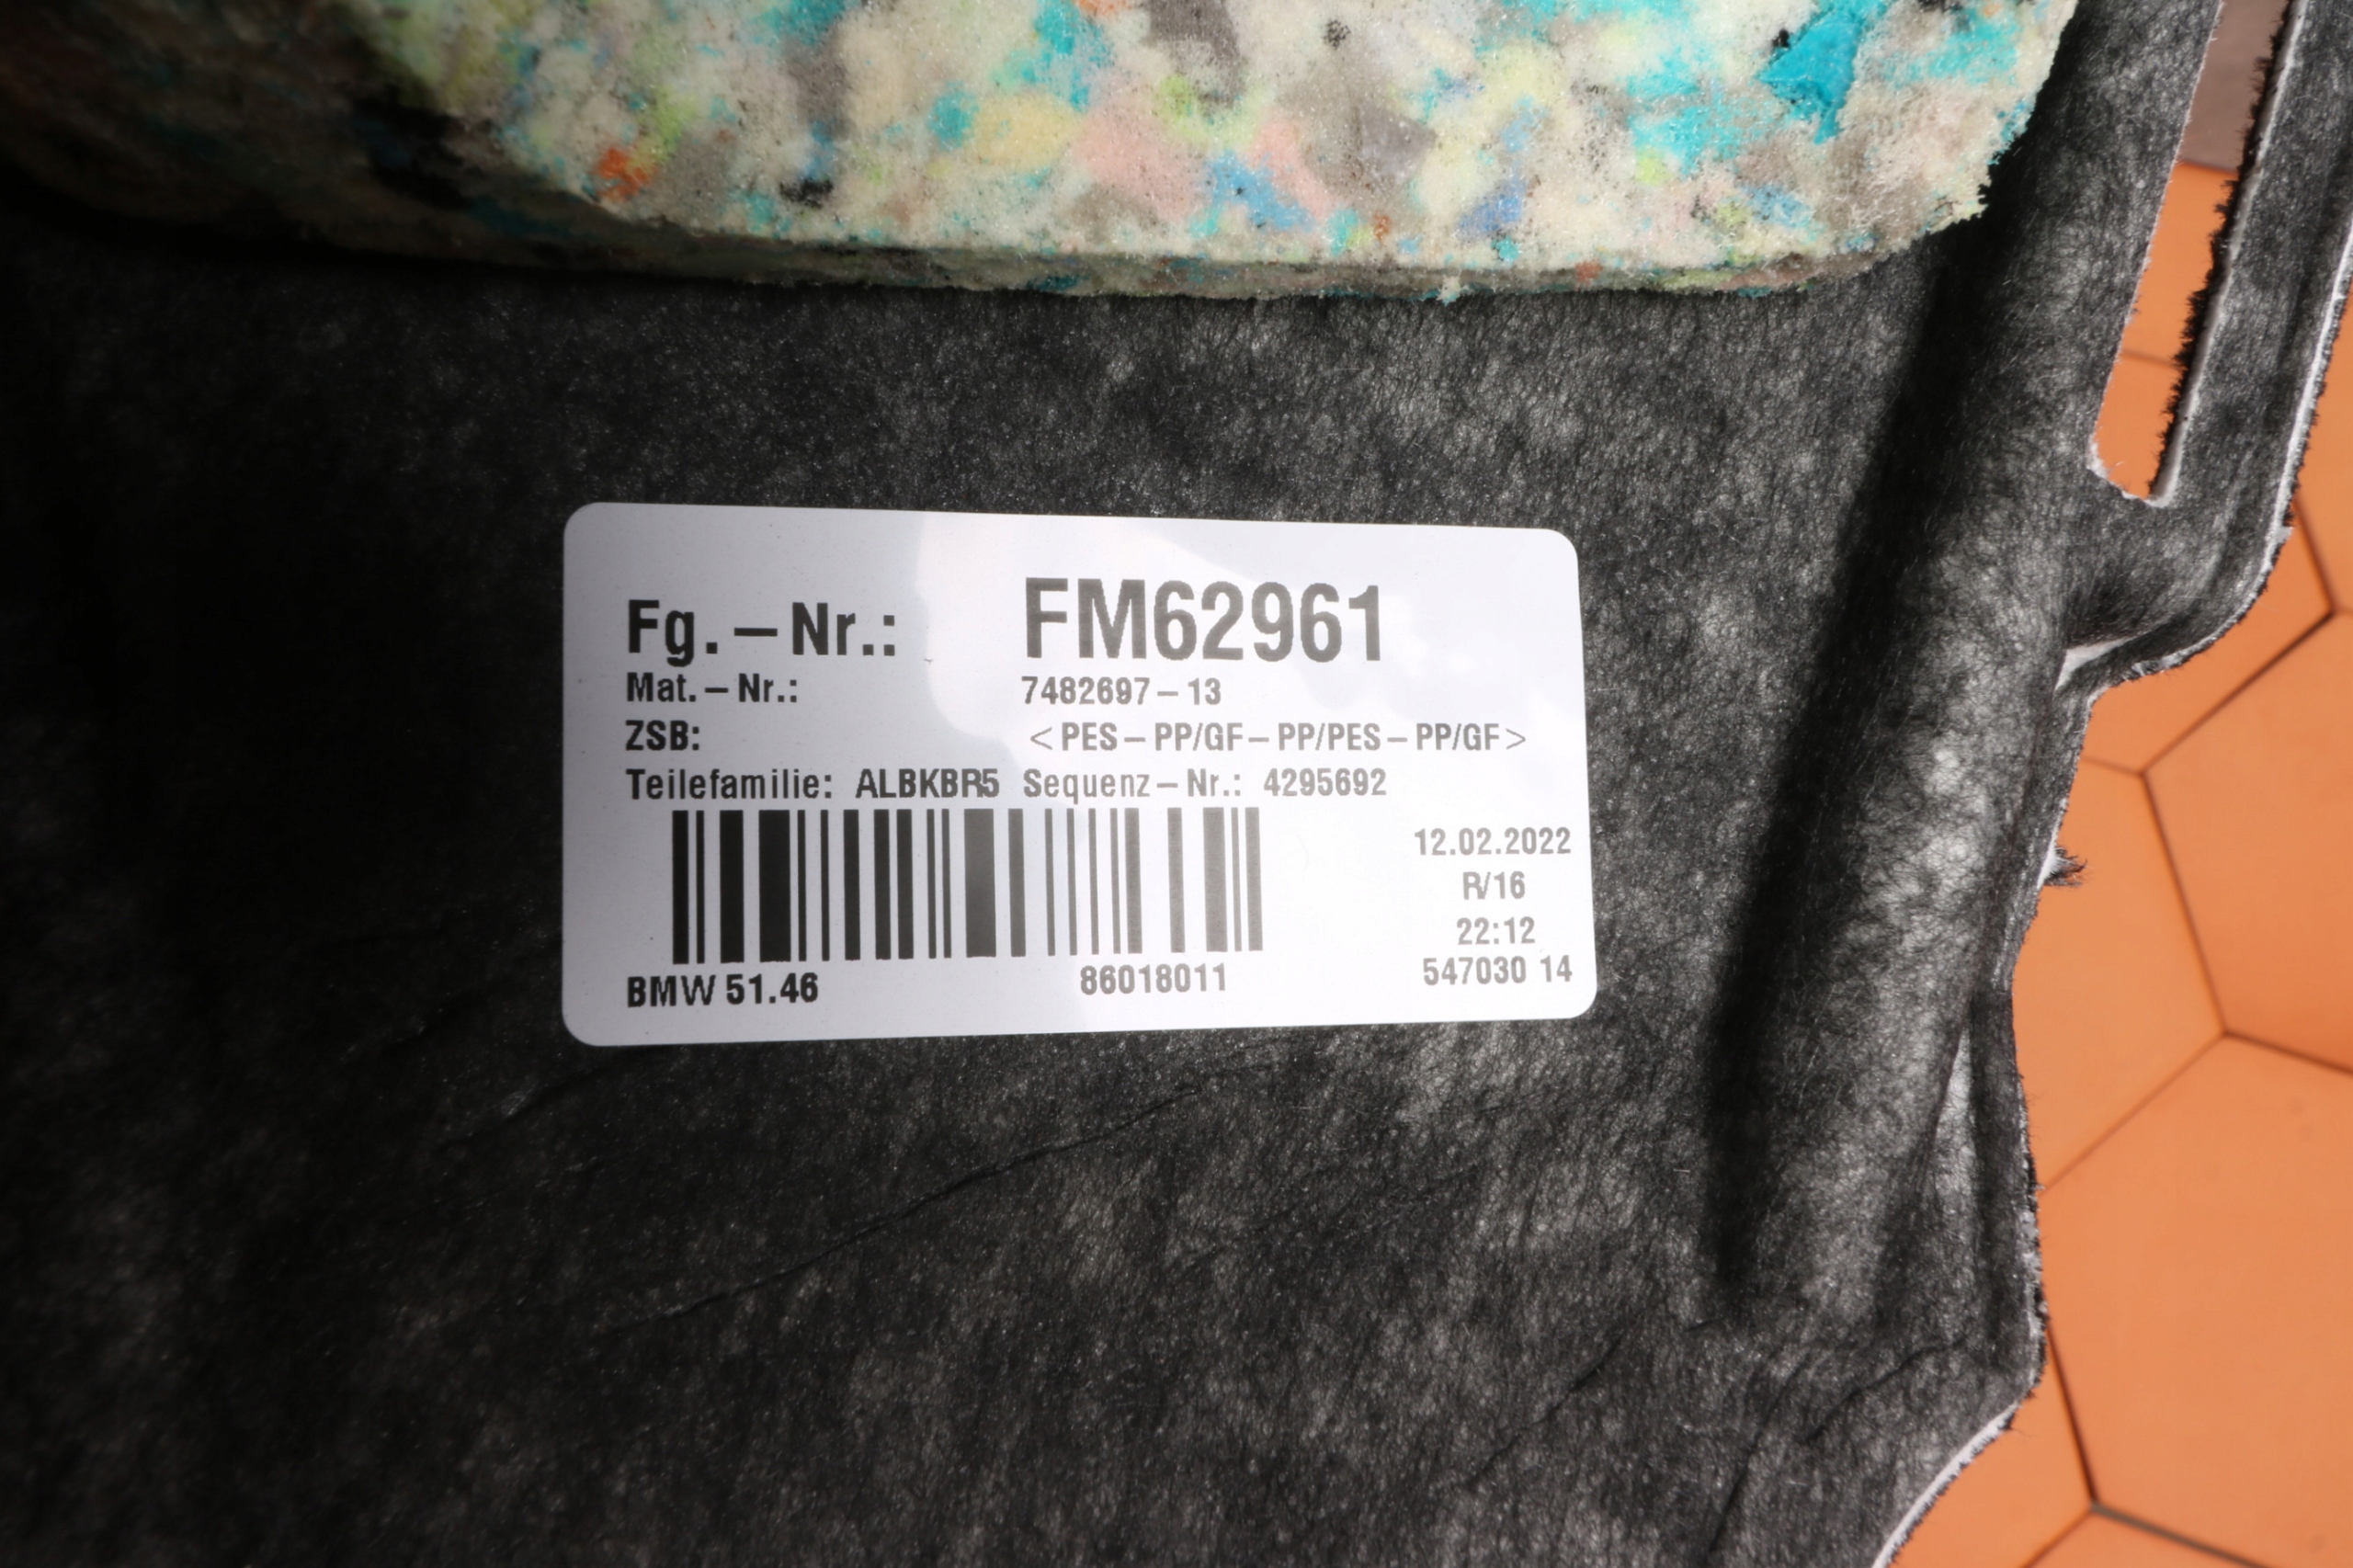 Fg.-Nr.: FM62961
Mat.-Nr.: 7482697-13
ZSB: <PES-PP/GF-PP/PES-PP/GF>
Teilefamilie: ALBKBR5 Sequenz-Nr.: 4295692
12.02.2022
R/16
22:12
BMW 51.46 86018011 547030 14